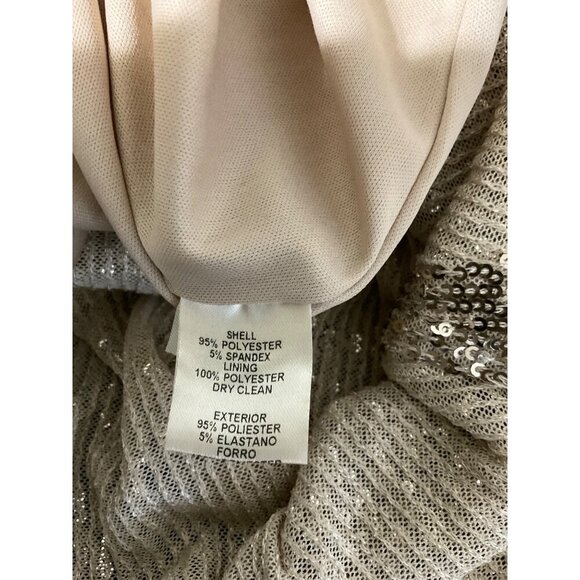 SHELL
95% POLYESTER
5% SPANDEX
LINING
100% POLYESTER
DRY CLEAN
EXTERIOR
95% POLIESTER
5% ELASTANO
FORRO